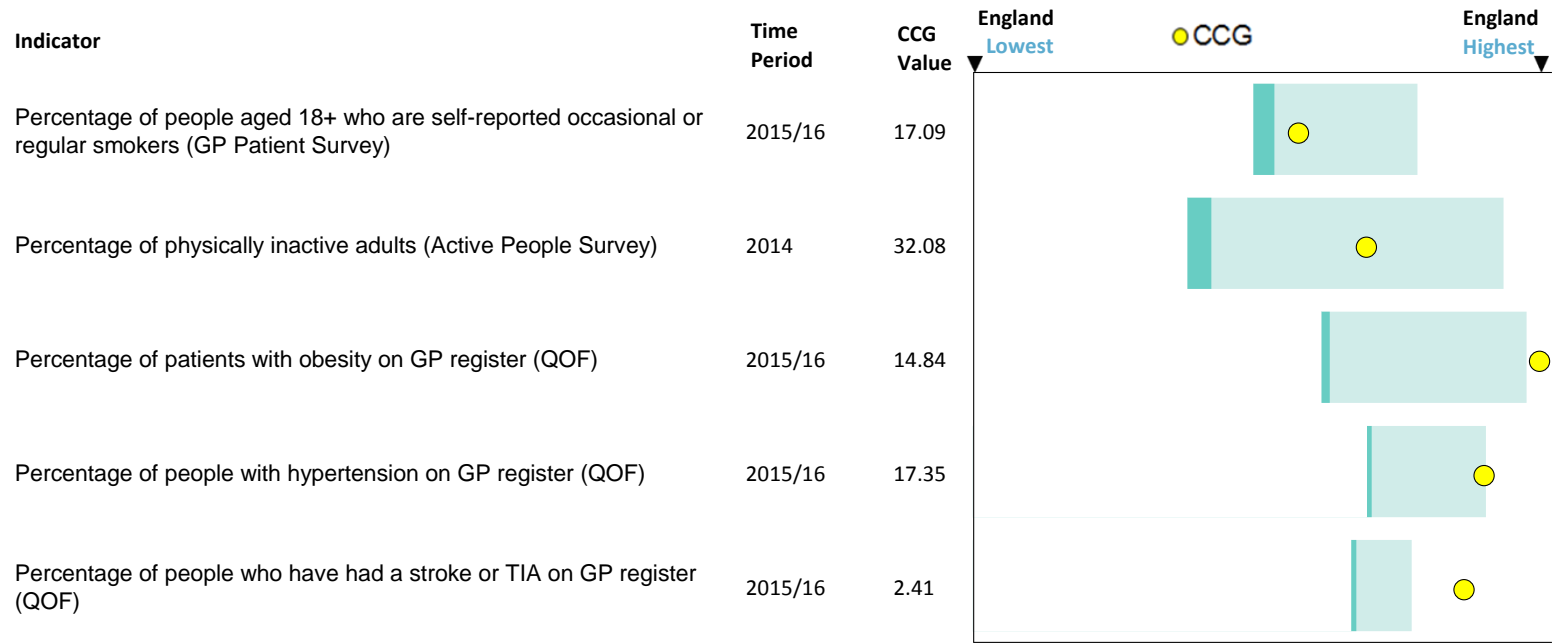 Indicator
Time
Period
CCG
Value
England
Lowest
CCG
England
Highest
Percentage of people aged 18+ who are self-reported occasional or
regular smokers (GP Patient Survey)
2015/16
17.09
Percentage of physically inactive adults (Active People Survey)
2014
32.08
Percentage of patients with obesity on GP register (QOF)
2015/16
14.84
Percentage of people with hypertension on GP register (QOF)
2015/16
17.35
Percentage of people who have had a stroke or TIA on GP register
(QOF)
2015/16
2.41